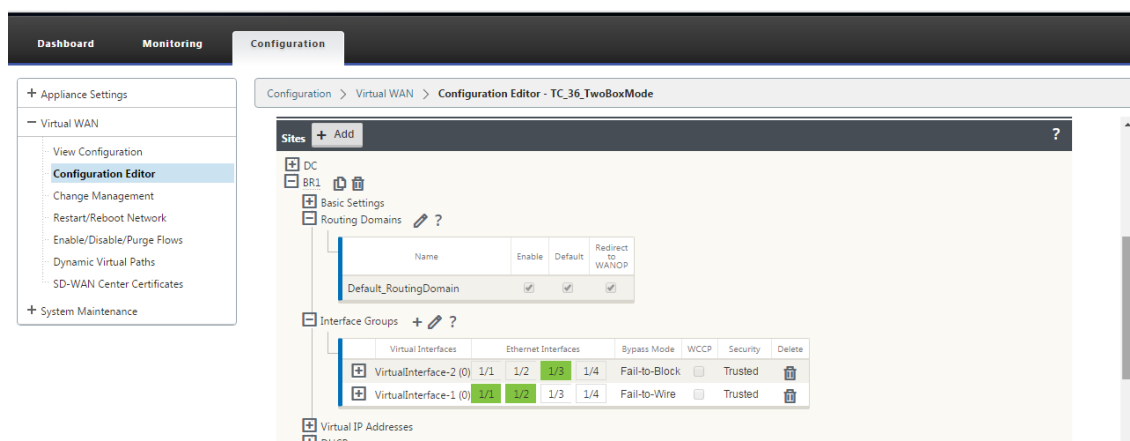 Dashboard Monitoring Configuration
+ Appliance Settings
− Virtual WAN
View Configuration
Configuration Editor
Change Management
Restart/Reboot Network
Enable/Disable/Purge Flows
Dynamic Virtual Paths
SD-WAN Center Certificates
+ System Maintenance
Configuration > Virtual WAN > Configuration Editor - TC_36_TwoBoxMode
Sites + Add ?
DC
BR1
Basic Settings
Routing Domains ?
Name Enable Default Redirect to WANOP
Default_RoutingDomain
Interface Groups + ?
Virtual Interfaces Ethernet Interfaces Bypass Mode WCCP Security Delete
VirtualInterface-2 (0) 1/1 1/2 1/3 1/4 Fail-to-Block Trusted
VirtualInterface-1 (0) 1/1 1/2 1/3 1/4 Fail-to-Wire Trusted
Virtual IP Addresses